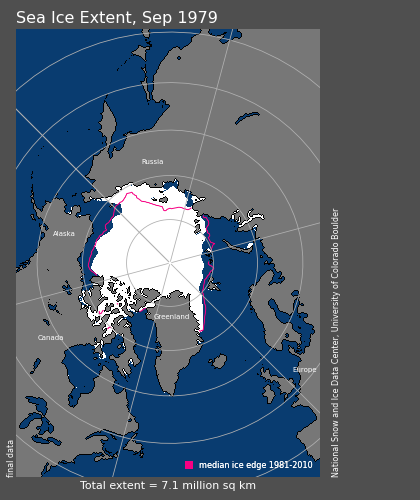 Sea Ice Extent, Sep 1979
Russia
Alaska
Greenland
Canada
Europe
median ice edge 1981-2010
Total extent = 7.1 million sq km
final data
National Snow and Ice Data Center, University of Colorado Boulder